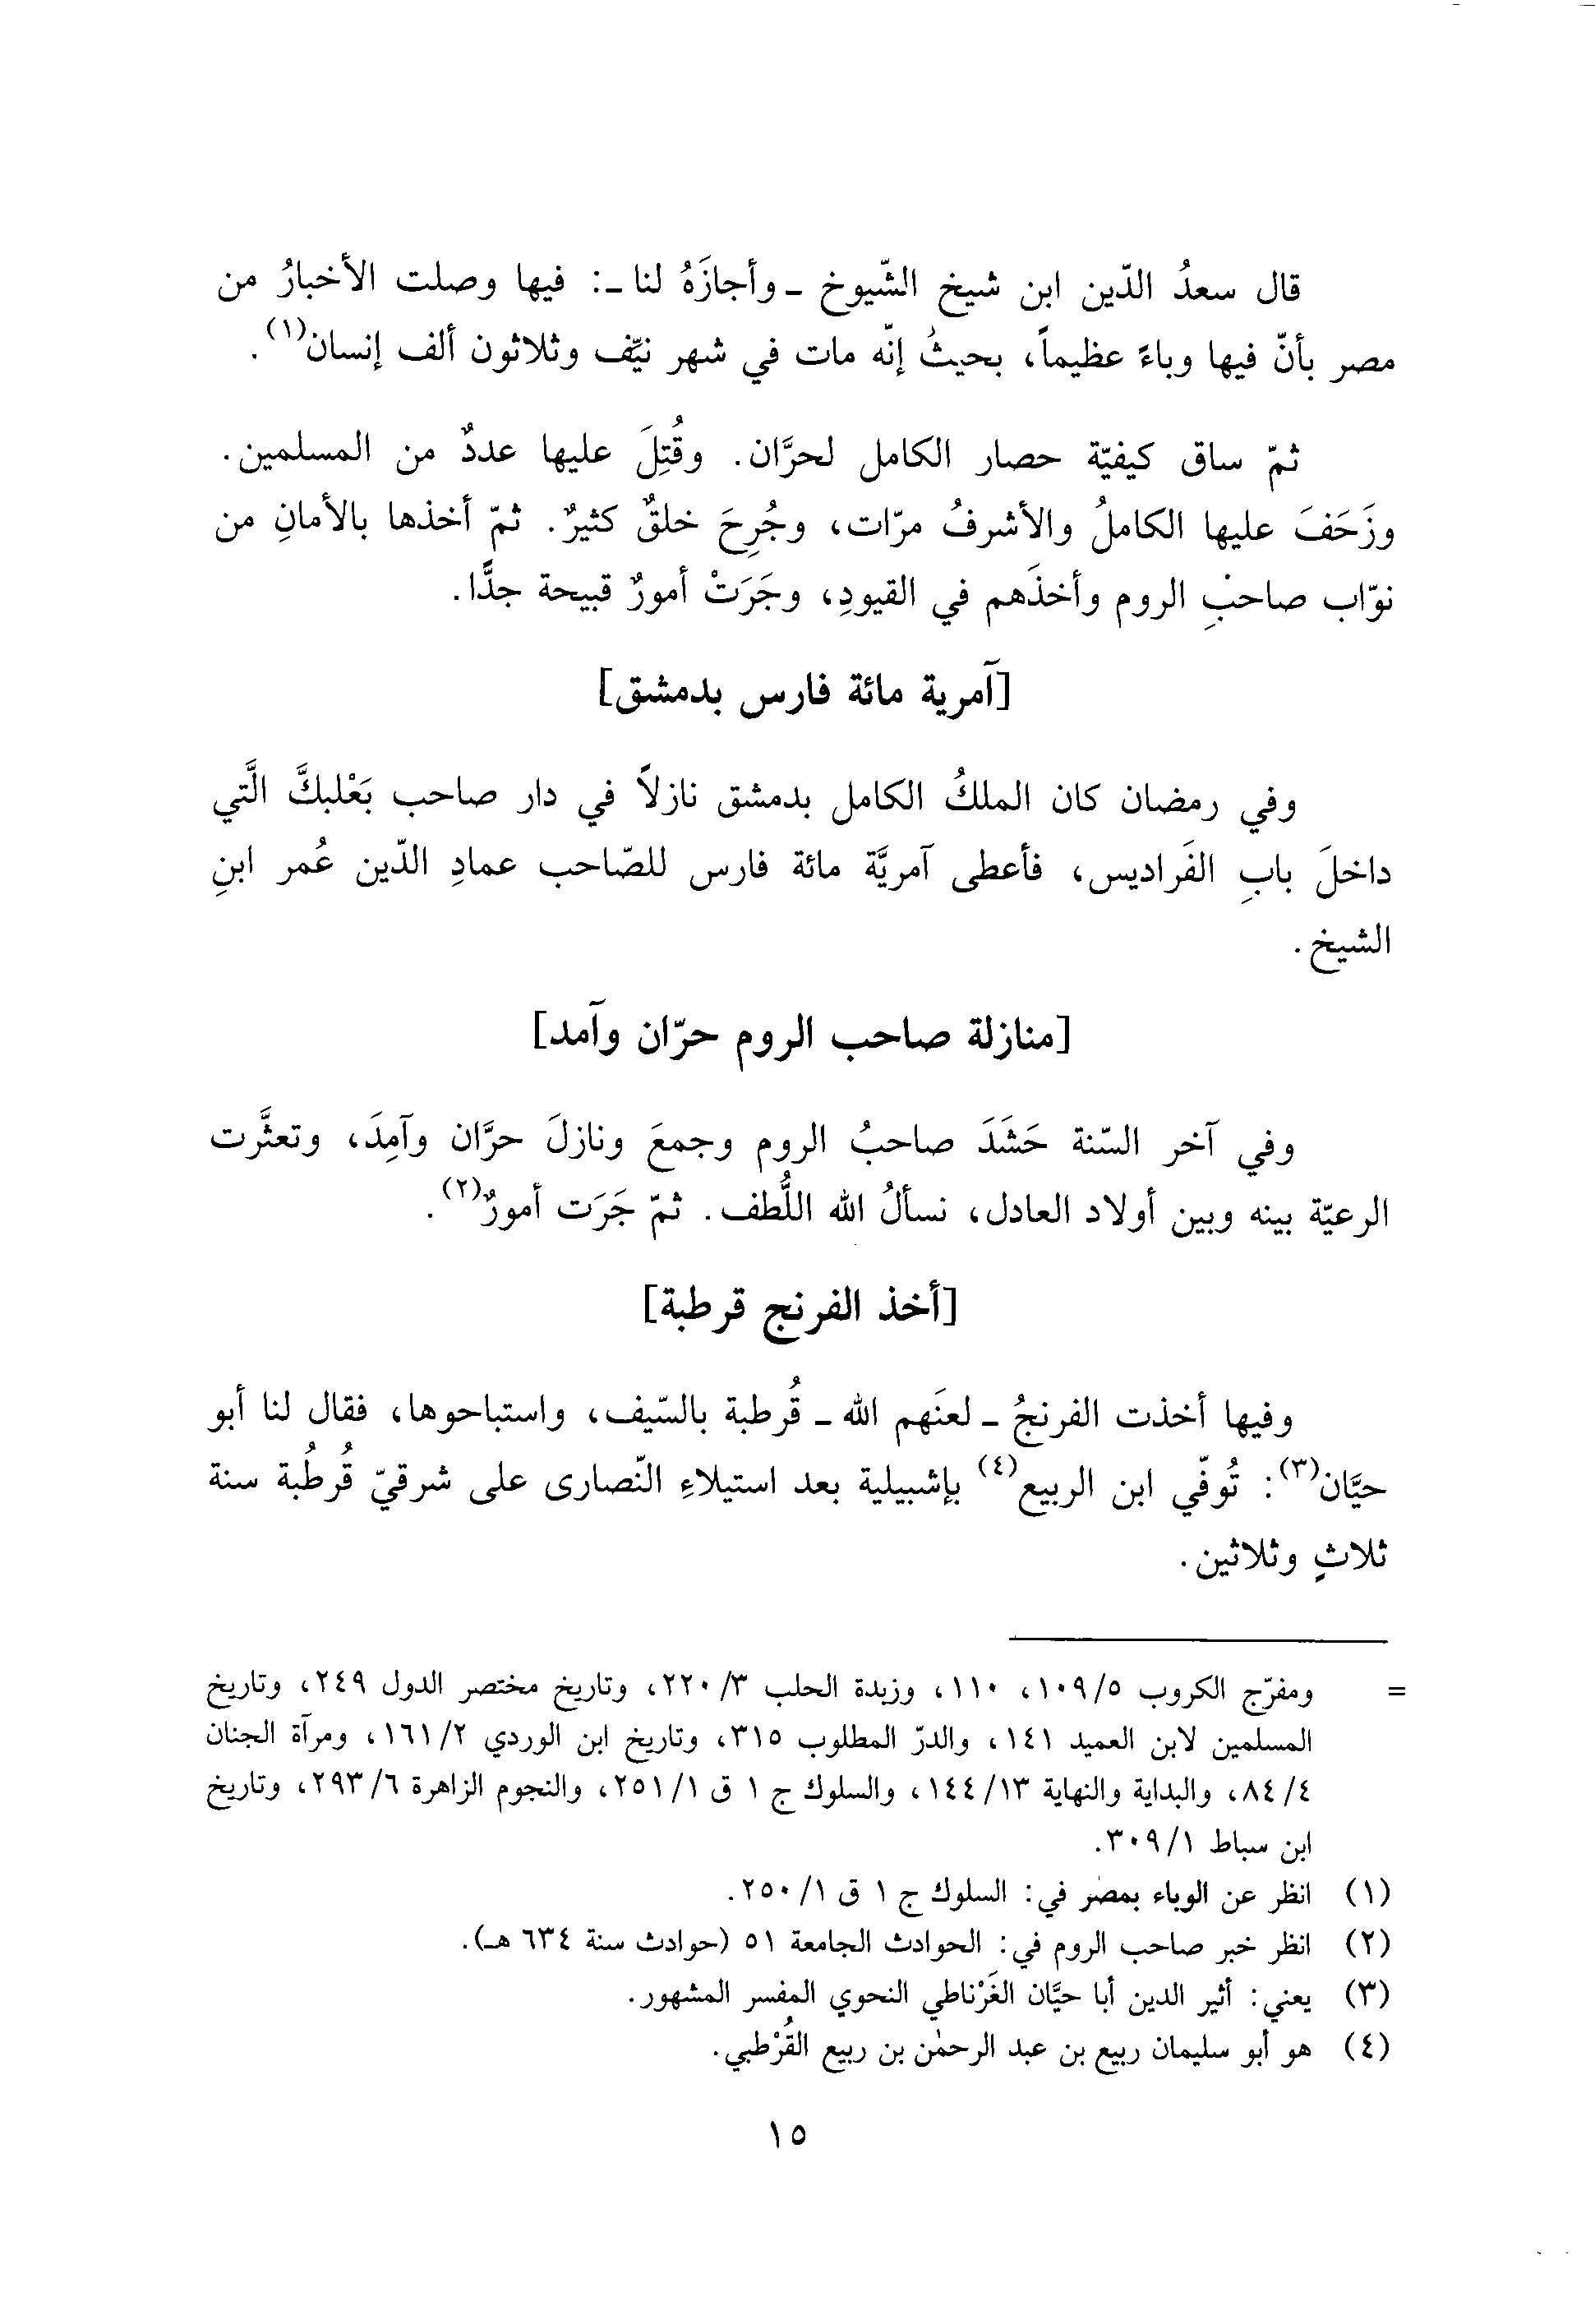 قال سعدُ الدّين ابن شيخ الشّيوخ ـ وأجازَهُ لنا ـ: فيها وصلت الأخبارُ من
مصر بأنّ فيها وباءً عظيماً، بحيثُ إنّه مات في شهر نيّف وثلاثون ألف إنسان(١).
ثمّ ساق كيفيّة حصار الكامل لحرَّان. وقُتِلَ عليها عددٌ من المسلمين.
وزَحَفَ عليها الكاملُ والأشرفُ مرّات، وجُرِحَ خلقٌ كثيرٌ. ثمّ أخذها بالأمانِ من
نوّاب صاحبِ الروم وأخذَهم في القيودِ، وجَرَتْ أمورٌ قبيحة جدًّا.
[آمرية مائة فارس بدمشق]
وفي رمضان كان الملكُ الكامل بدمشق نازلاً في دار صاحب بَعْلبكَّ الَّتي
داخلَ بابِ الفَراديس، فأعطى آمريَّة مائة فارس للصّاحب عمادِ الدّين عُمر ابنِ
الشيخ.
[منازلة صاحب الروم حرّان وآمد]
وفي آخر السّنة حَشَدَ صاحبُ الروم وجمعَ ونازلَ حرَّان وآمِدَ، وتعثَّرت
الرعيّة بينه وبين أولاد العادل، نسألُ الله اللُّطف. ثمّ جَرَت أمورٌ(٢).
[أخذ الفرنج قرطبة]
وفيها أخذت الفرنجُ ـ لعنَهم الله ـ قُرطبة بالسّيف، واستباحوها، فقال لنا أبو
حيَّان(٣): تُوفّي ابن الربيع(٤) بإشبيلية بعد استيلاءِ النّصارى على شرقيّ قُرطُبة سنة
ثلاثٍ وثلاثين.
= ومفرّج الكروب ١٠٩/٥، ١١٠، وزبدة الحلب ٢٢٠/٣، وتاريخ مختصر الدول ٢٤٩، وتاريخ
المسلمين لابن العميد ١٤١، والدرّ المطلوب ٣١٥، وتاريخ ابن الوردي ١٦١/٢، ومرآة الجنان
٨٤/٤، والبداية والنهاية ١٤٤/١٣، والسلوك ج ١ ق ٢٥١/١، والنجوم الزاهرة ٢٩٣/٦، وتاريخ
ابن سباط ٣٠٩/١.
(١) انظر عن الوباء بمصر في: السلوك ج ١ ق ٢٥٠/١.
(٢) انظر خبر صاحب الروم في: الحوادث الجامعة ٥١ (حوادث سنة ٦٣٤ هـ).
(٣) يعني: أثير الدين أبا حيَّان الغَرْناطي النحوي المفسر المشهور.
(٤) هو أبو سليمان ربيع بن عبد الرحمٰن بن ربيع القُرْطبي.
١٥